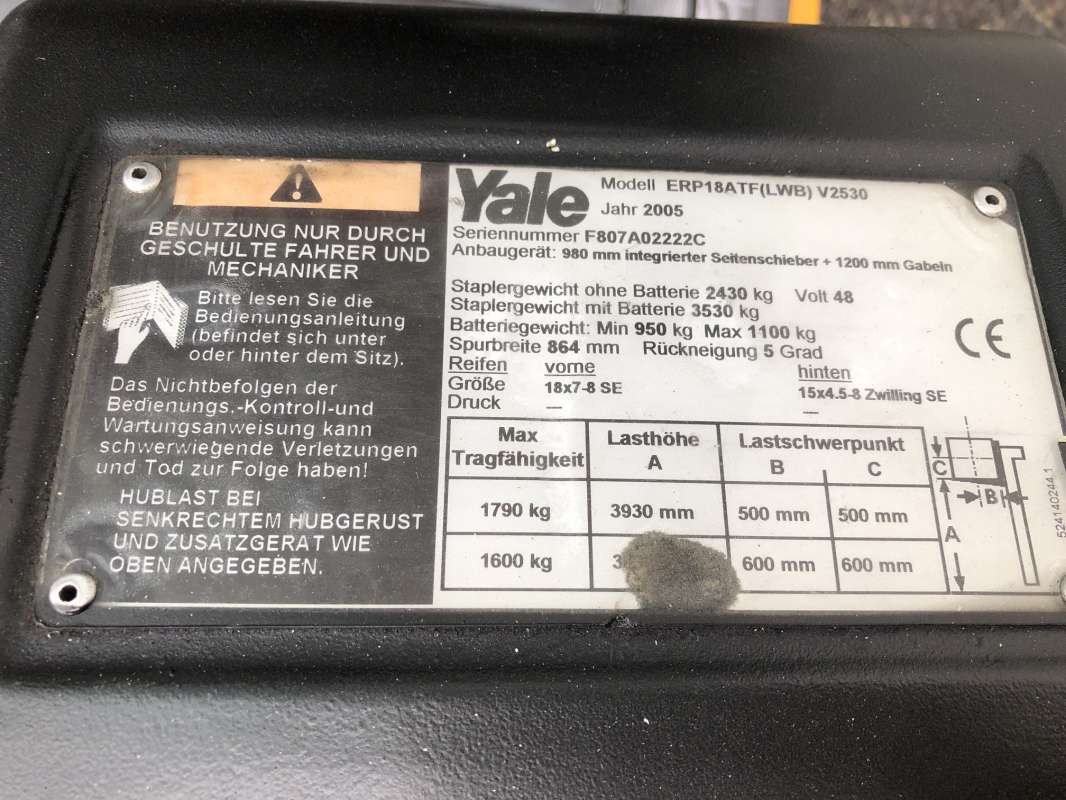 BENUTZUNG NUR DURCH
GESCHULTE FAHRER UND
MECHANIKER
Bitte lesen Sie die
Bedienungsanleitung
(befindet sich unter
oder hinter dem Sitz).
Das Nichtbefolgen der
Bedienungs.-Kontroll-und
Wartungsanweisung kann
schwerwiegende Verletzungen
und Tod zur Folge haben!
HUBLAST BEI
SENKRECHTEM HUBGERUST
UND ZUSATZGERAT WIE
OBEN ANGEGEBEN.
Yale Modell ERP18ATF(LWB) V2530
Jahr 2005
Seriennummer F807A02222C
Anbaugerät: 980 mm integrierter Seitenschieber + 1200 mm Gabeln
Staplergewicht ohne Batterie 2430 kg Volt 48
Staplergewicht mit Batterie 3530 kg
Batteriegewicht: Min 950 kg Max 1100 kg
Spurbreite 864 mm Rückneigung 5 Grad
CE
Reifen vorne hinten
Größe 18x7-8 SE 15x4.5-8 Zwilling SE
Druck — —
Max Tragfähigkeit Lasthöhe A Lastschwerpunkt B C
1790 kg 3930 mm 500 mm 500 mm
1600 kg 600 mm 600 mm
C
B
A
524140244.1